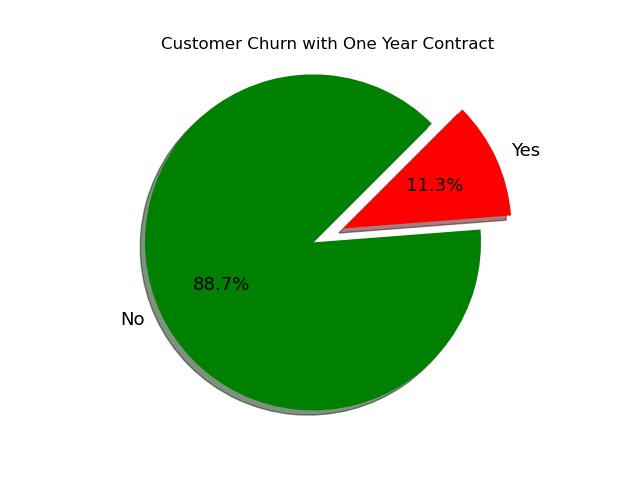 Customer Churn with One Year Contract
Yes
11.3%
88.7%
No